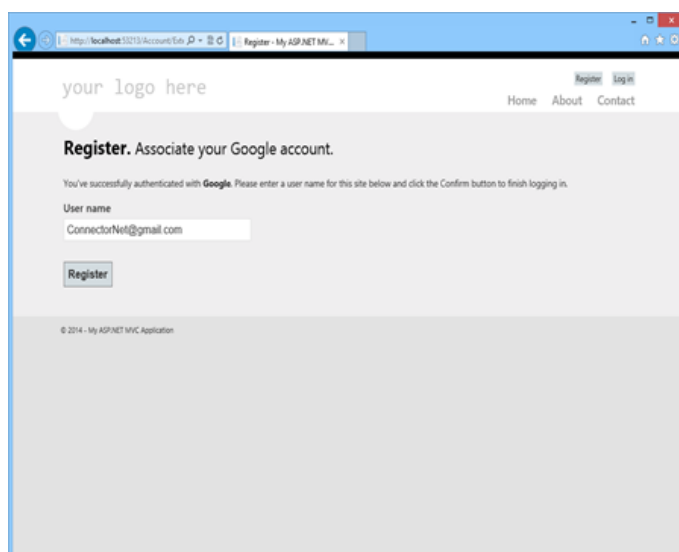 http://localhost:53213/Account/Exte
Register - My ASP.NET MV... ×
Register Log in
your logo here
Home About Contact
Register. Associate your Google account.
You've successfully authenticated with Google. Please enter a user name for this site below and click the Confirm button to finish logging in.
User name
ConnectorNet@gmail.com
Register
© 2014 - My ASP.NET MVC Application